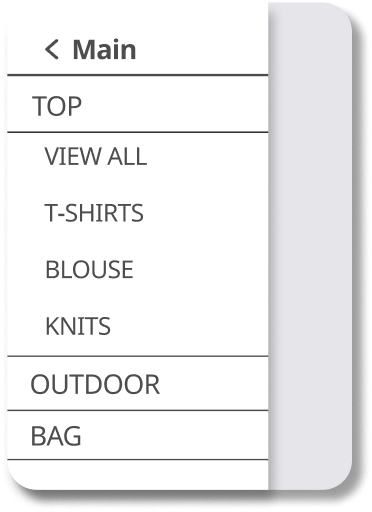 Main
TOP
VIEW ALL
T-SHIRTS
BLOUSE
KNITS
OUTDOOR
BAG